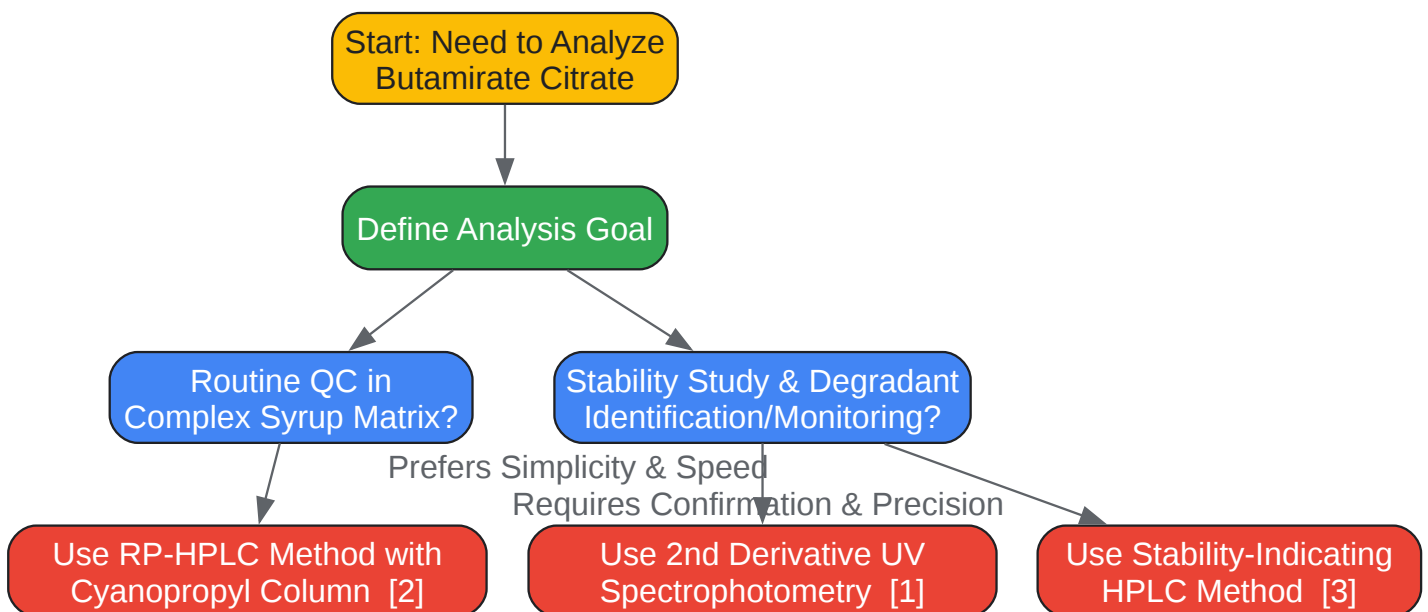 Start: Need to Analyze
Butamirate Citrate
Define Analysis Goal
Routine QC in
Complex Syrup Matrix?
Stability Study & Degradant
Identification/Monitoring?
Prefers Simplicity & Speed
Requires Confirmation & Precision
Use RP-HPLC Method with
Cyanopropyl Column [2]
Use 2nd Derivative UV
Spectrophotometry [1]
Use Stability-Indicating
HPLC Method [3]